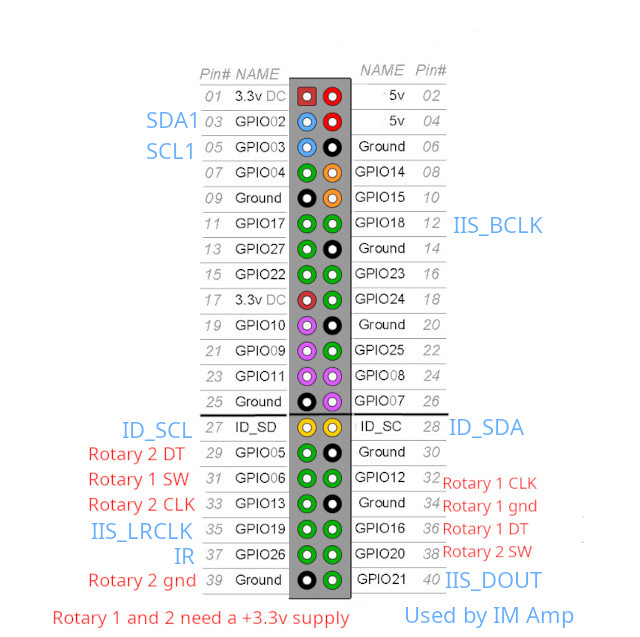 Pin# NAME NAME Pin#
01 3.3v DC 5v 02
SDA1 03 GPIO02 5v 04
SCL1 05 GPIO03 Ground 06
07 GPIO04 GPIO14 08
09 Ground GPIO15 10
11 GPIO17 GPIO18 12 IIS_BCLK
13 GPIO27 Ground 14
15 GPIO22 GPIO23 16
17 3.3v DC GPIO24 18
19 GPIO10 Ground 20
21 GPIO09 GPIO25 22
23 GPIO11 GPIO08 24
25 Ground GPIO07 26
ID_SCL 27 ID_SD ID_SC 28 ID_SDA
Rotary 2 DT 29 GPIO05 Ground 30
Rotary 1 SW 31 GPIO06 GPIO12 32 Rotary 1 CLK
Rotary 2 CLK 33 GPIO13 Ground 34 Rotary 1 gnd
IIS_LRCLK 35 GPIO19 GPIO16 36 Rotary 1 DT
IR 37 GPIO26 GPIO20 38 Rotary 2 SW
Rotary 2 gnd 39 Ground GPIO21 40 IIS_DOUT
Rotary 1 and 2 need a +3.3v supply Used by IM Amp